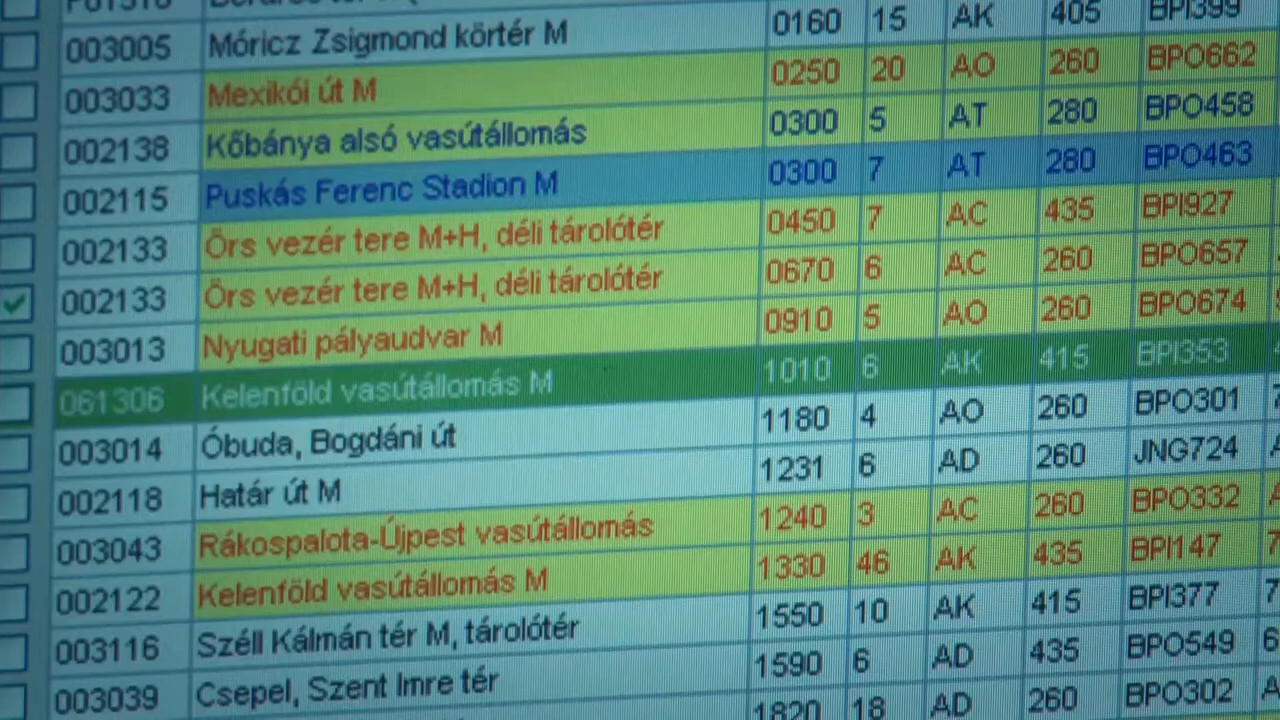 003005 Móricz Zsigmond körtér M 0160 15 AK 405 BPI399
003033 Mexikói út M 0250 20 AO 260 BPO662
002138 Kőbánya alsó vasútállomás 0300 5 AT 280 BPO458
002115 Puskás Ferenc Stadion M 0300 7 AT 280 BPO463
002133 Örs vezér tere M+H, déli tárolótér 0450 7 AC 435 BPI927
002133 Örs vezér tere M+H, déli tárolótér 0670 6 AC 260 BPO657
003013 Nyugati pályaudvar M 0910 5 AO 260 BPO674
061306 Kelenföld vasútállomás M 1010 6 AK 415 BPI353
003014 Óbuda, Bogdáni út 1180 4 AO 260 BPO301
002118 Határ út M 1231 6 AD 260 JNG724
003043 Rákospalota-Újpest vasútállomás 1240 3 AC 260 BPO332
002122 Kelenföld vasútállomás M 1330 46 AK 435 BPI147
003116 Széll Kálmán tér M, tárolótér 1550 10 AK 415 BPI377
003039 Csepel, Szent Imre tér 1590 6 AD 435 BPO549
1820 18 AD 260 BPO302